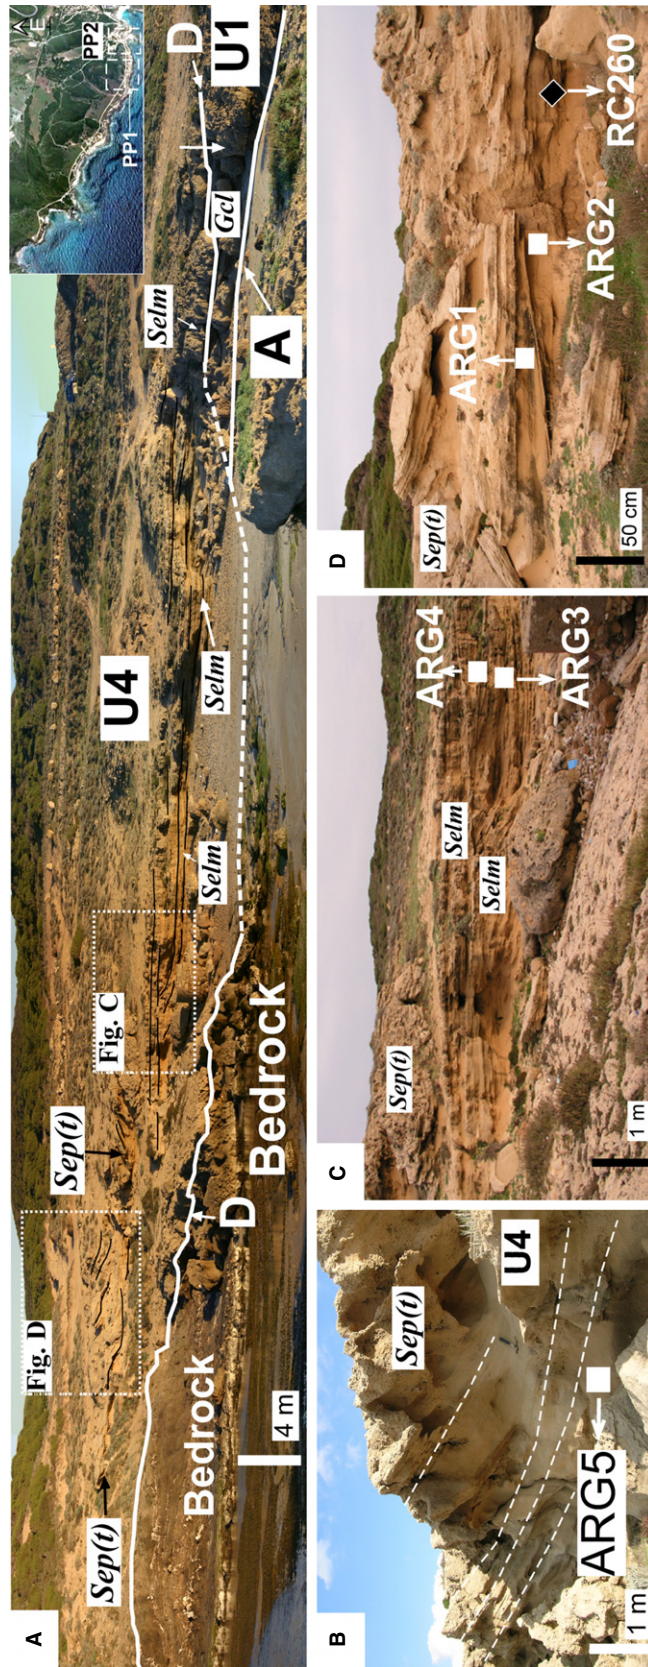 A
Sep(t)
Fig. D
Sep(t)
Fig. C
U4
Selm
Selm
Selm
Gcl
D
U1
A
D
Bedrock
Bedrock
4 m
E
PP1
PP2
B
Sep(t)
U4
ARG5
1 m
C
Sep(t)
Selm
Selm
ARG4
ARG3
1 m
D
Sep(t)
ARG1
ARG2
RC260
50 cm